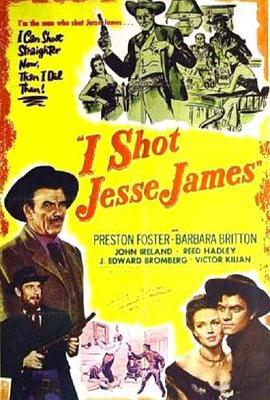 I'm the man who shot Jesse James...
I Can Shoot
Straighter
Now,
Than I Did
Then!
"I Shot
Jesse James"
PRESTON FOSTER-BARBARA BRITTON
JOHN IRELAND · REED HADLEY
J. EDWARD BROMBERG · VICTOR KILIAN